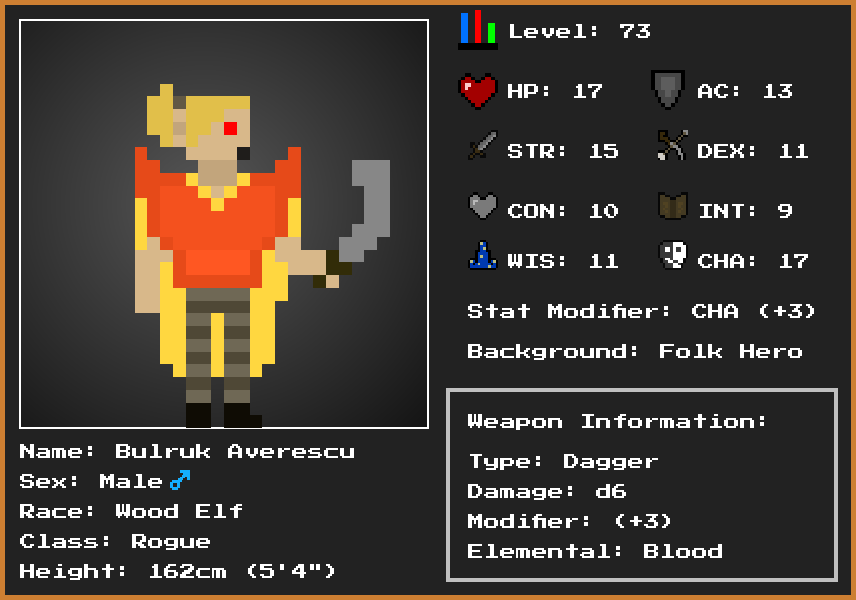 Level: 73
HP: 17 AC: 13
STR: 15 DEX: 11
CON: 10 INT: 9
WIS: 11 CHA: 17
Stat Modifier: CHA (+3)
Background: Folk Hero
Weapon Information:
Type: Dagger
Damage: d6
Modifier: (+3)
Elemental: Blood
Name: Bulruk Averescu
Sex: Male ♂
Race: Wood Elf
Class: Rogue
Height: 162cm (5'4")